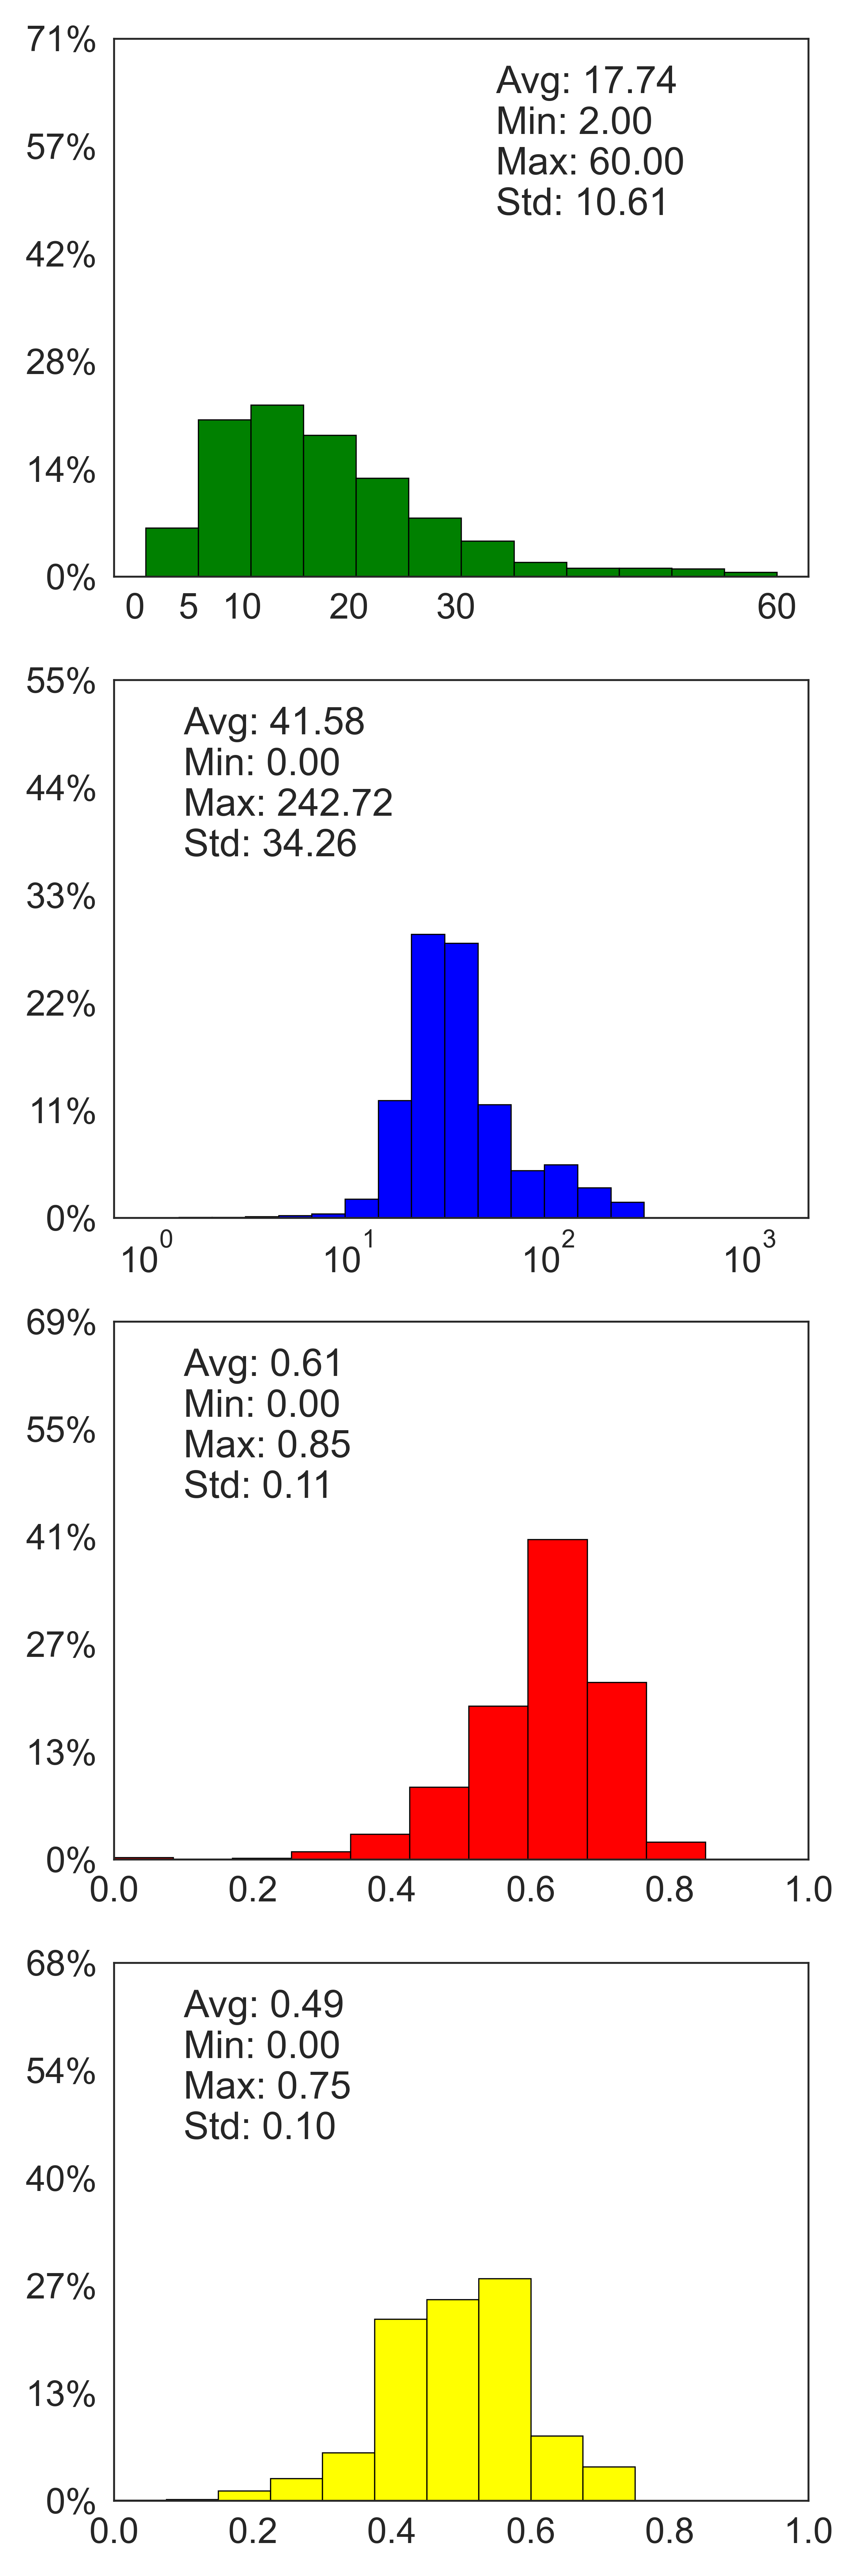 71%
Avg: 17.74
Min: 2.00
57%
Max: 60.00
Std: 10.61
42%
28%
14%
0%
0 5 10 20 30 60
55%
Avg: 41.58
Min: 0.00
44%
Max: 242.72
Std: 34.26
33%
22%
11%
0%
10^0 10^1 10^2 10^3
69%
Avg: 0.61
Min: 0.00
55%
Max: 0.85
Std: 0.11
41%
27%
13%
0%
0.0 0.2 0.4 0.6 0.8 1.0
68%
Avg: 0.49
Min: 0.00
54%
Max: 0.75
Std: 0.10
40%
27%
13%
0%
0.0 0.2 0.4 0.6 0.8 1.0